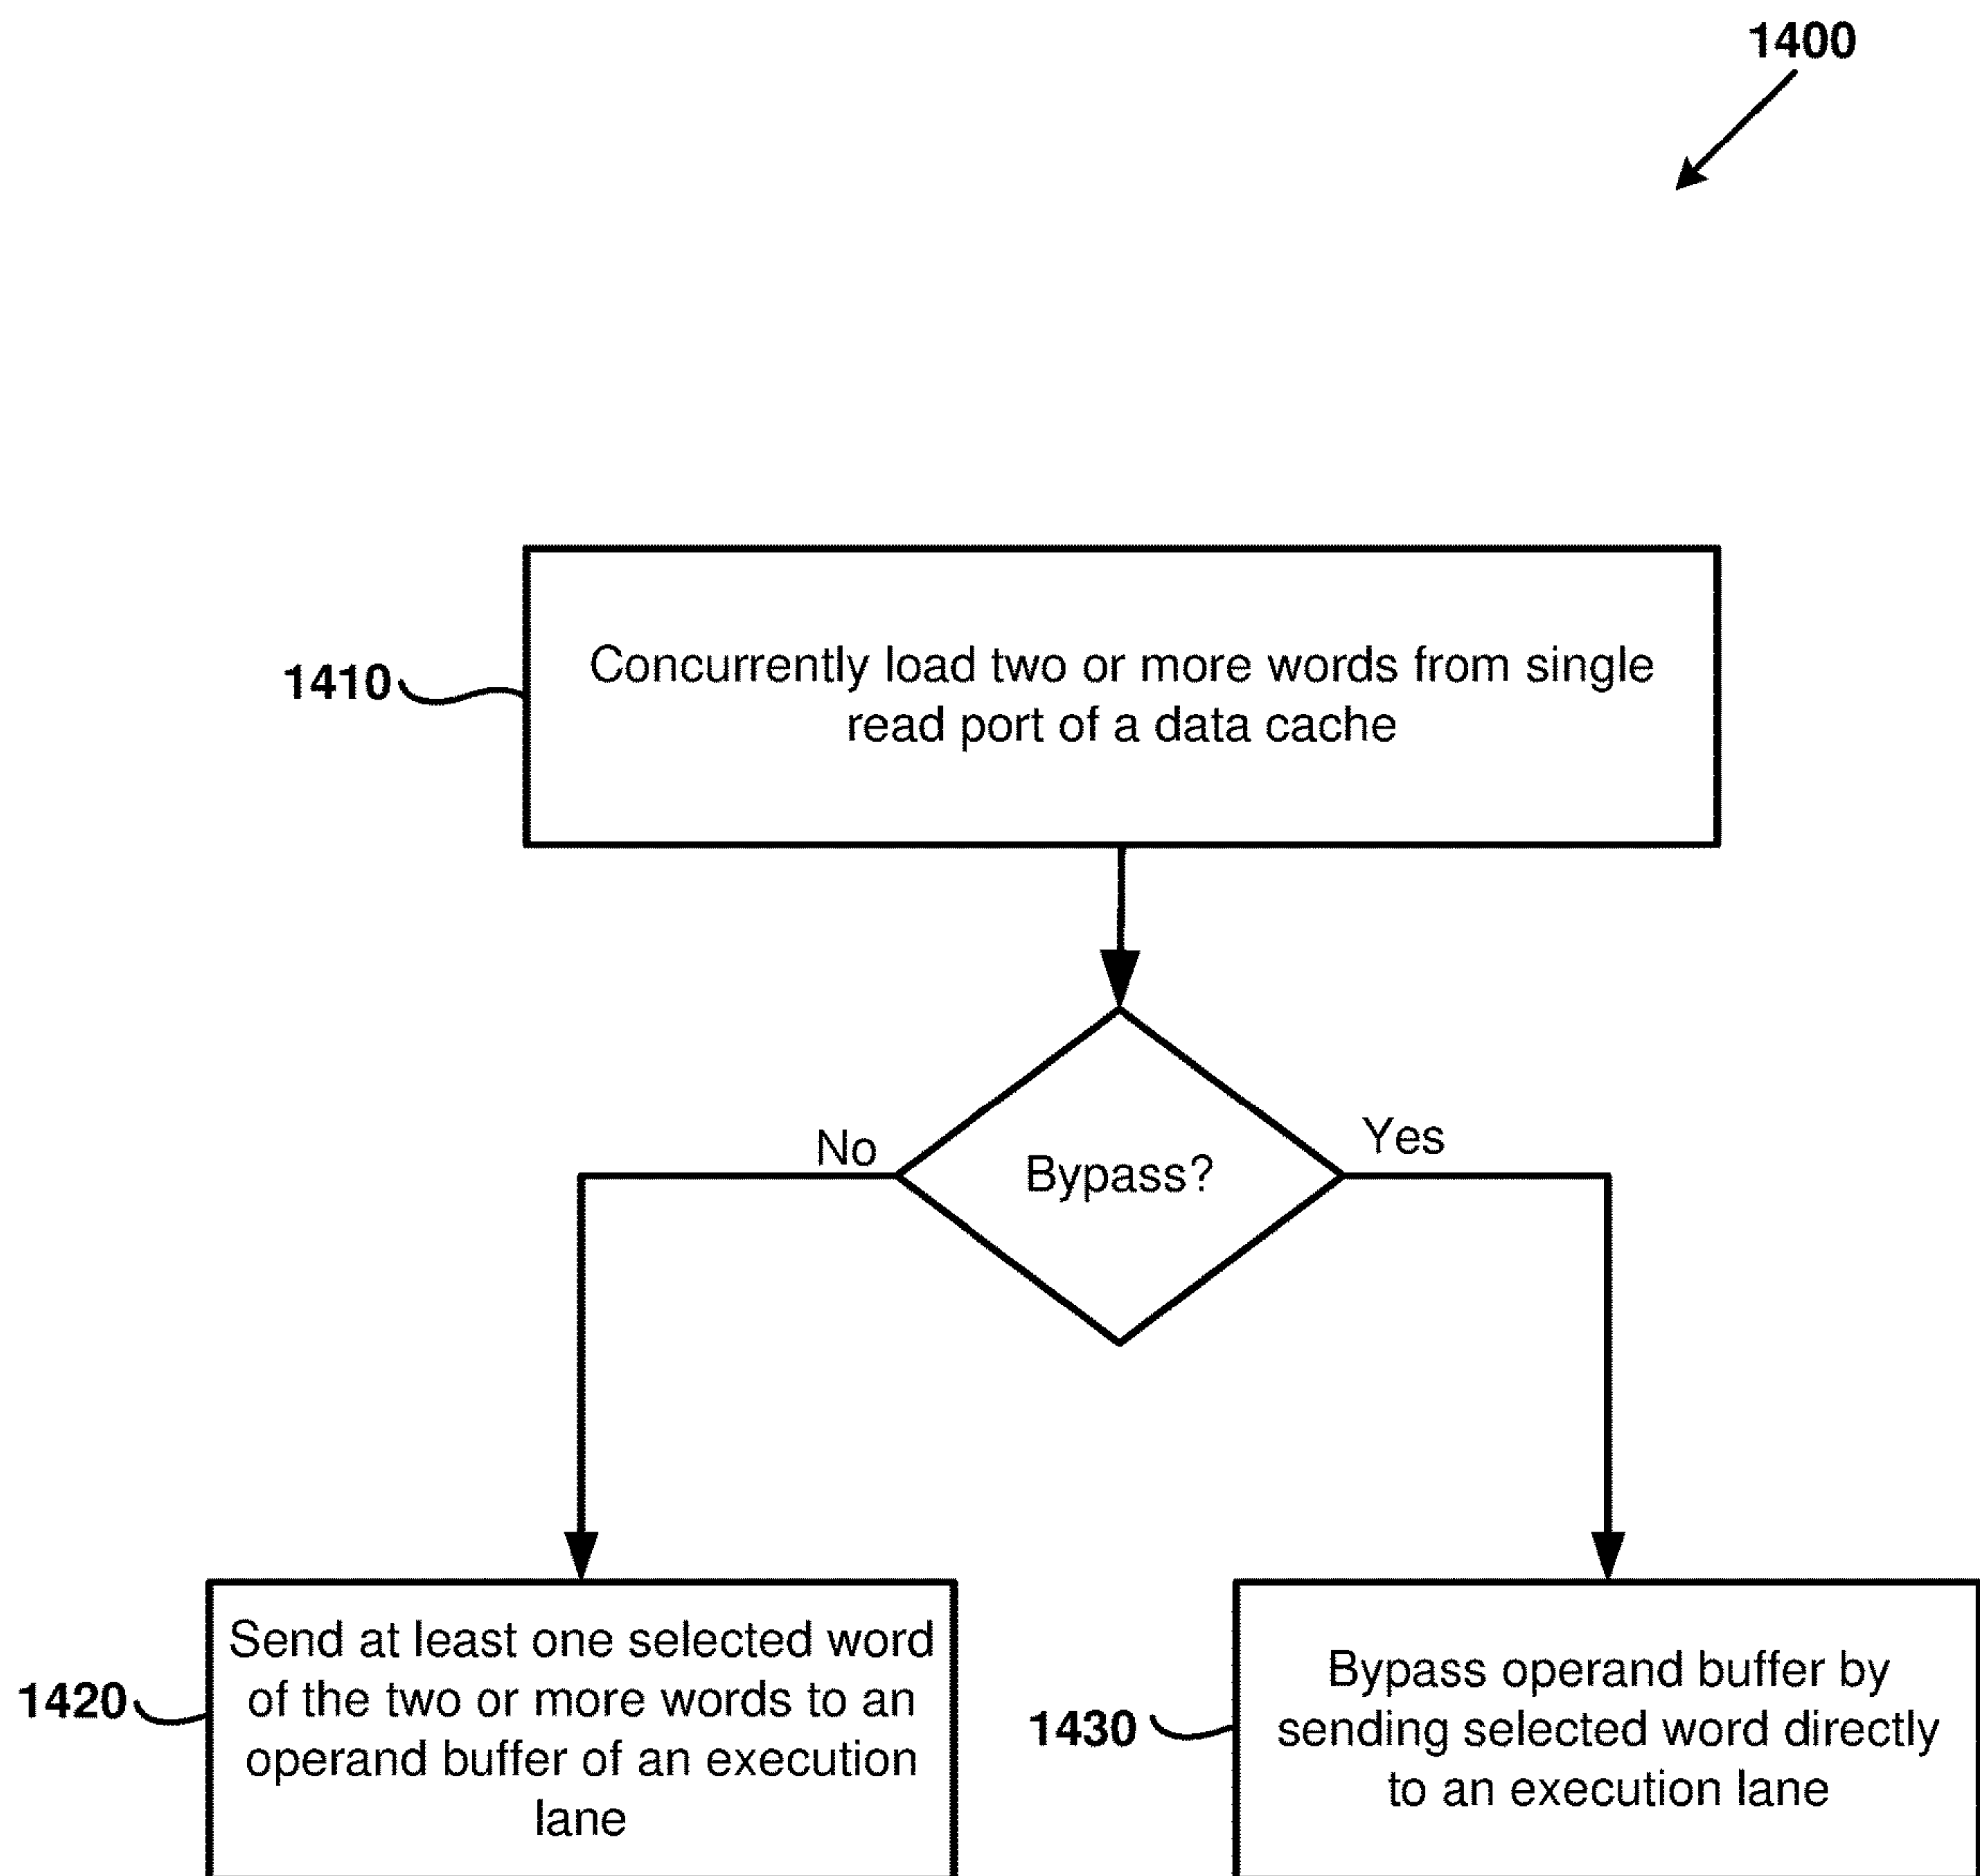 1400
1410
Concurrently load two or more words from single
read port of a data cache
No
Bypass?
Yes
1420
Send at least one selected word
of the two or more words to an
operand buffer of an execution
lane
1430
Bypass operand buffer by
sending selected word directly
to an execution lane